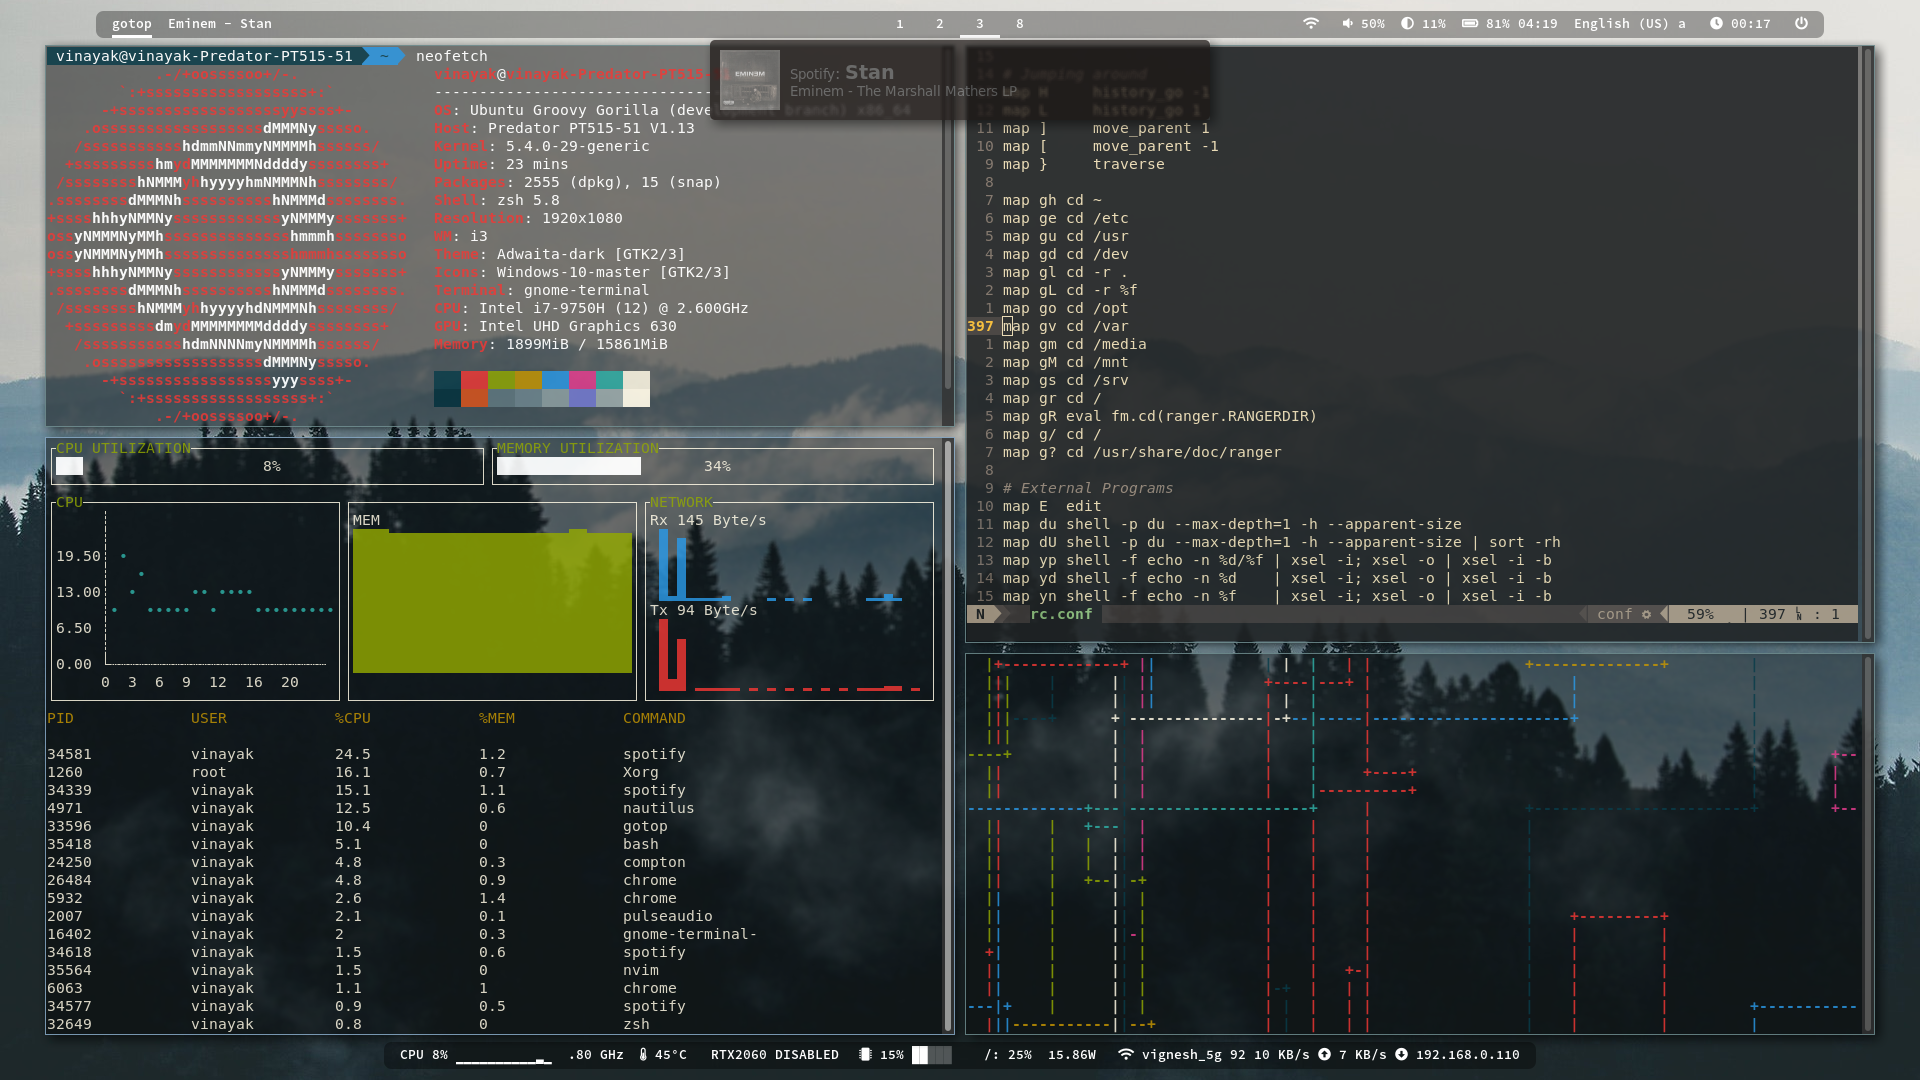 gotop Eminem - Stan
1 2 3 8
50% 11% 81% 04:19 English (US) a 00:17
vinayak@vinayak-Predator-PT515-51 ~ neofetch
OS: Ubuntu Groovy Gorilla (development branch) x86_64
Host: Predator PT515-51 V1.13
Kernel: 5.4.0-29-generic
Uptime: 23 mins
Packages: 2555 (dpkg), 15 (snap)
Shell: zsh 5.8
Resolution: 1920x1080
WM: i3
Theme: Adwaita-dark [GTK2/3]
Icons: Windows-10-master [GTK2/3]
Terminal: gnome-terminal
CPU: Intel i7-9750H (12) @ 2.600GHz
GPU: Intel UHD Graphics 630
Memory: 1899MiB / 15861MiB
EMINEM
Spotify: Stan
Eminem - The Marshall Mathers LP
15
14 # Jumping around
map H history_go -1
12 map L history_go 1
11 map ] move_parent 1
10 map [ move_parent -1
9 map } traverse
8
7 map gh cd ~
6 map ge cd /etc
5 map gu cd /usr
4 map gd cd /dev
3 map gl cd -r .
2 map gL cd -r %f
1 map go cd /opt
397 map gv cd /var
1 map gm cd /media
2 map gM cd /mnt
3 map gs cd /srv
4 map gr cd /
5 map gR eval fm.cd(ranger.RANGERDIR)
6 map g/ cd /
7 map g? cd /usr/share/doc/ranger
8
9 # External Programs
10 map E edit
11 map du shell -p du --max-depth=1 -h --apparent-size
12 map dU shell -p du --max-depth=1 -h --apparent-size | sort -rh
13 map yp shell -f echo -n %d/%f | xsel -i; xsel -o | xsel -i -b
14 map yd shell -f echo -n %d | xsel -i; xsel -o | xsel -i -b
15 map yn shell -f echo -n %f | xsel -i; xsel -o | xsel -i -b
N rc.conf conf 59% | 397 : 1
CPU UTILIZATION
8%
MEMORY UTILIZATION
34%
CPU
19.50
13.00
6.50
0.00
0 3 6 9 12 16 20
MEM
NETWORK
Rx 145 Byte/s
Tx 94 Byte/s
PID USER %CPU %MEM COMMAND
34581 vinayak 24.5 1.2 spotify
1260 root 16.1 0.7 Xorg
34339 vinayak 15.1 1.1 spotify
4971 vinayak 12.5 0.6 nautilus
33596 vinayak 10.4 0 gotop
35418 vinayak 5.1 0 bash
24250 vinayak 4.8 0.3 compton
26484 vinayak 4.8 0.9 chrome
5932 vinayak 2.6 1.4 chrome
2007 vinayak 2.1 0.1 pulseaudio
16402 vinayak 2 0.3 gnome-terminal-
34618 vinayak 1.5 0.6 spotify
35564 vinayak 1.5 0 nvim
6063 vinayak 1.1 1 chrome
34577 vinayak 0.9 0.5 spotify
32649 vinayak 0.8 0 zsh
CPU 8% .80 GHz 45°C RTX2060 DISABLED 15% /: 25% 15.86W vignesh_5g 92 10 KB/s 7 KB/s 192.168.0.110